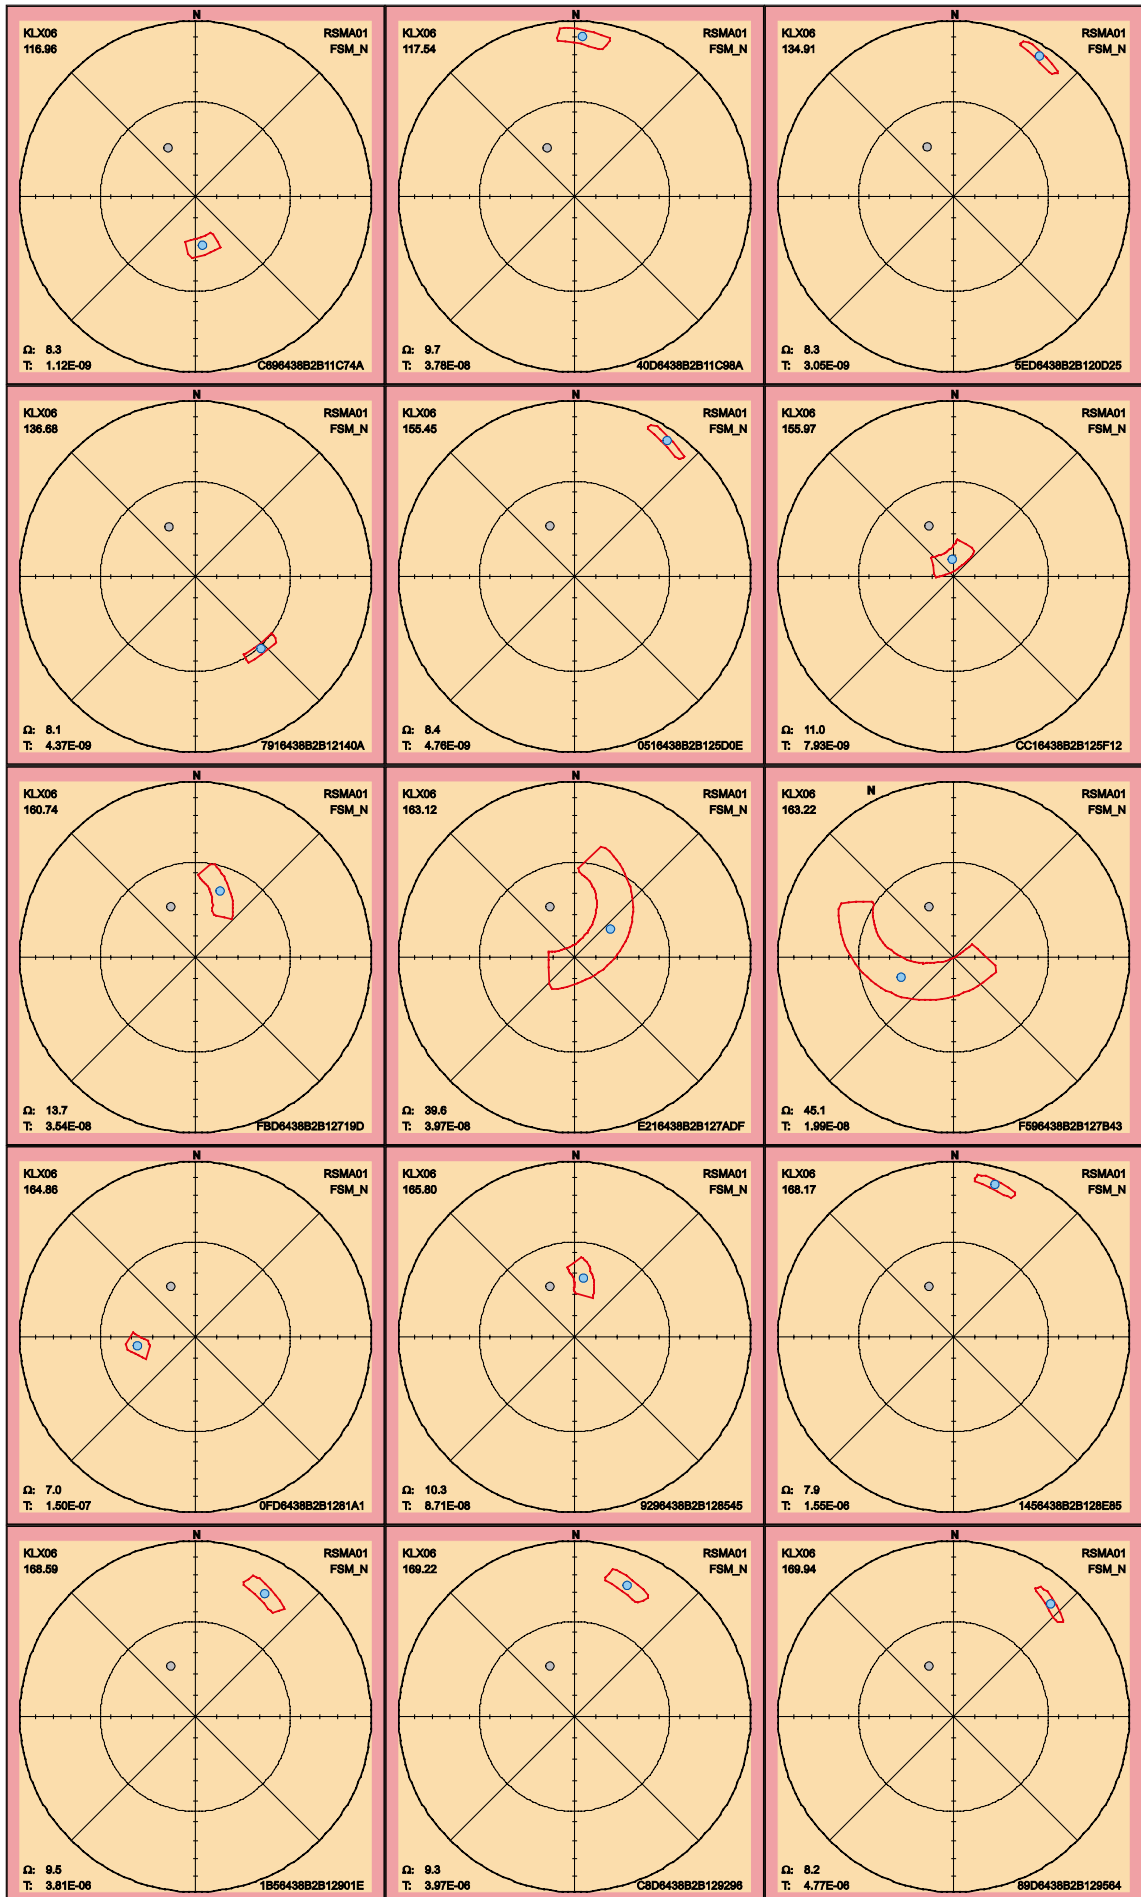 N
KLX06 RSMA01
116.96 FSM_N
Ω: 8.3
T: 1.12E-09 C696438B2B11C74A
N
KLX06 RSMA01
117.54 FSM_N
Ω: 9.7
T: 3.78E-08 40D6438B2B11C98A
N
KLX06 RSMA01
134.91 FSM_N
Ω: 8.3
T: 3.05E-09 5ED6438B2B120D25
N
KLX06 RSMA01
136.68 FSM_N
Ω: 8.1
T: 4.37E-09 7916438B2B12140A
N
KLX06 RSMA01
155.45 FSM_N
Ω: 8.4
T: 4.76E-09 0516438B2B125D0E
N
KLX06 RSMA01
155.97 FSM_N
Ω: 11.0
T: 7.93E-09 CC16438B2B125F12
N
KLX06 RSMA01
160.74 FSM_N
Ω: 13.7
T: 3.54E-08 FBD6438B2B12719D
N
KLX06 RSMA01
163.12 FSM_N
Ω: 39.6
T: 3.97E-08 E216438B2B127ADF
N
KLX06 RSMA01
163.22 FSM_N
Ω: 45.1
T: 1.99E-08 F596438B2B127B43
N
KLX06 RSMA01
164.86 FSM_N
Ω: 7.0
T: 1.50E-07 0FD6438B2B1281A1
N
KLX06 RSMA01
165.80 FSM_N
Ω: 10.3
T: 8.71E-08 9296438B2B128545
N
KLX06 RSMA01
168.17 FSM_N
Ω: 7.9
T: 1.55E-06 1456438B2B128E85
N
KLX06 RSMA01
168.59 FSM_N
Ω: 9.5
T: 3.81E-06 1B56438B2B12901E
N
KLX06 RSMA01
169.22 FSM_N
Ω: 9.3
T: 3.97E-06 C8D6438B2B129296
N
KLX06 RSMA01
169.94 FSM_N
Ω: 8.2
T: 4.77E-06 89D6438B2B129564